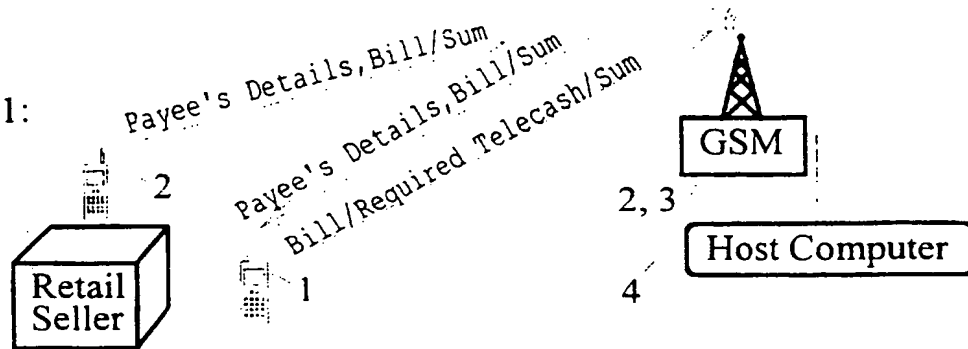 1:
Payee's Details,Bill/Sum
Payee's Details,Bill/Sum
Bill/Required Telecash/Sum
GSM
2
2, 3
Host Computer
1
4
Retail
Seller